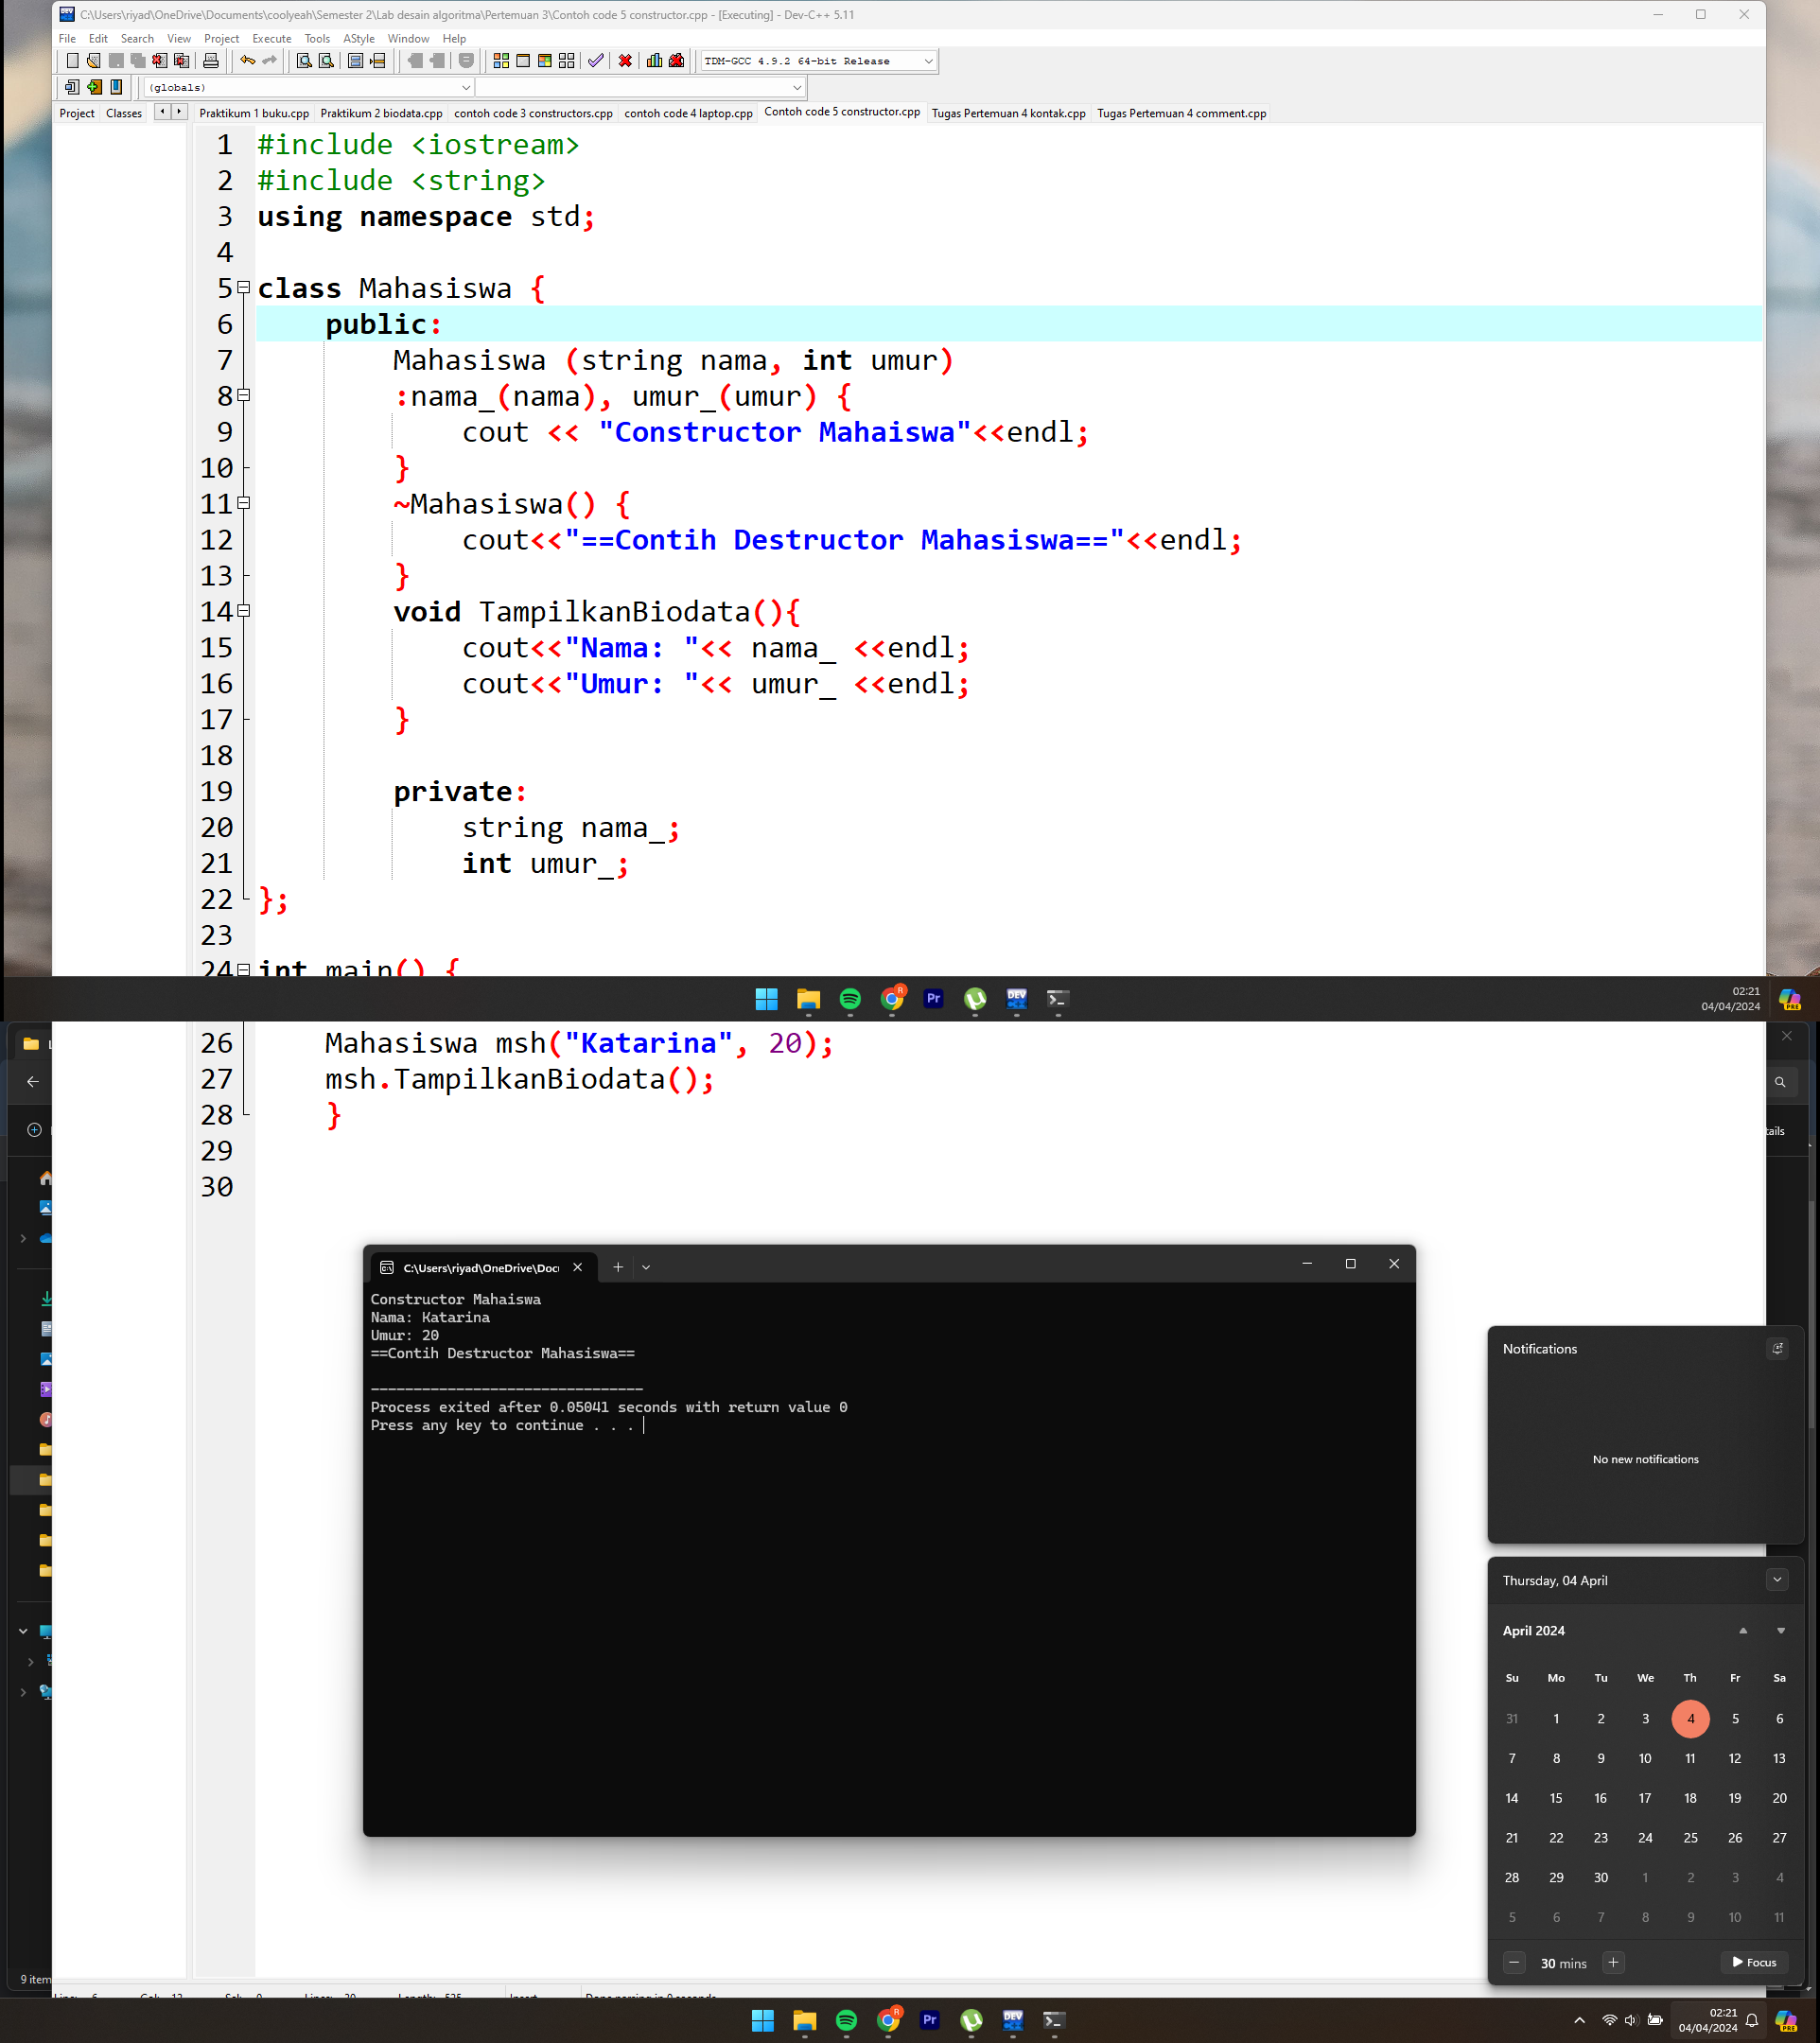 C:\Users\riyad\OneDrive\Documents\coolyeah\Semester 2\Lab desain algoritma\Pertemuan 3\Contoh code 5 constructor.cpp - [Executing] - Dev-C++ 5.11
File Edit Search View Project Execute Tools AStyle Window Help
TDM-GCC 4.9.2 64-bit Release
(globals)
Project Classes Praktikum 1 buku.cpp Praktikum 2 biodata.cpp contoh code 3 constructors.cpp contoh code 4 laptop.cpp Contoh code 5 constructor.cpp Tugas Pertemuan 4 kontak.cpp Tugas Pertemuan 4 comment.cpp
1 #include <iostream>
2 #include <string>
3 using namespace std;
4
5 class Mahasiswa {
6 public:
7 Mahasiswa (string nama, int umur)
8 :nama_(nama), umur_(umur) {
9 cout << "Constructor Mahaiswa"<<endl;
10 }
11 ~Mahasiswa() {
12 cout<<"==Contih Destructor Mahasiswa=="<<endl;
13 }
14 void TampilkanBiodata(){
15 cout<<"Nama: "<< nama_ <<endl;
16 cout<<"Umur: "<< umur_ <<endl;
17 }
18
19 private:
20 string nama_;
21 int umur_;
22 };
23
24 int main() {
02:21
04/04/2024
26 Mahasiswa msh("Katarina", 20);
27 msh.TampilkanBiodata();
28 }
29
30
C:\Users\riyad\OneDrive\Doc
Constructor Mahaiswa
Nama: Katarina
Umur: 20
==Contih Destructor Mahasiswa==
--------------------------------
Process exited after 0.05041 seconds with return value 0
Press any key to continue . . .
Notifications
No new notifications
Thursday, 04 April
April 2024
Su Mo Tu We Th Fr Sa
31 1 2 3 4 5 6
7 8 9 10 11 12 13
14 15 16 17 18 19 20
21 22 23 24 25 26 27
28 29 30 1 2 3 4
5 6 7 8 9 10 11
30 mins Focus
9 item
02:21
04/04/2024